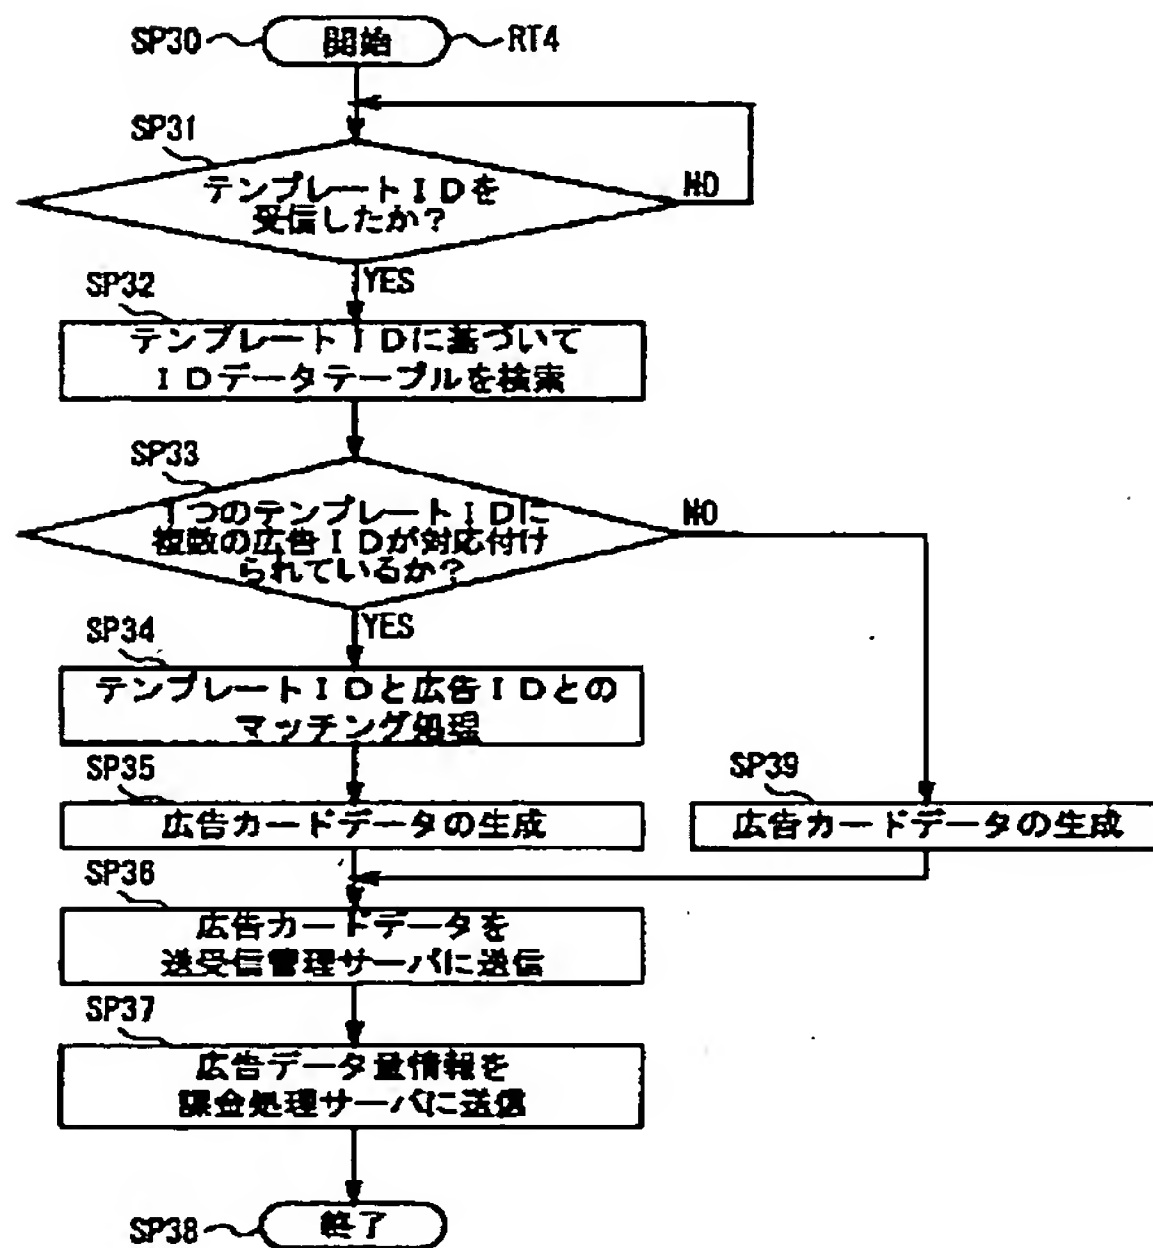 SP30 開始 RT4
SP31
テンプレートIDを
受信したか?
NO
YES
SP32
テンプレートIDに基づいて
IDデータテーブルを検索
SP33
1つのテンプレートIDに
複数の広告IDが対応付け
られているか?
NO
YES
SP34
テンプレートIDと広告IDとの
マッチング処理
SP35
広告カードデータの生成
SP39
広告カードデータの生成
SP36
広告カードデータを
送受信管理サーバに送信
SP37
広告データ量情報を
課金処理サーバに送信
SP38 終了